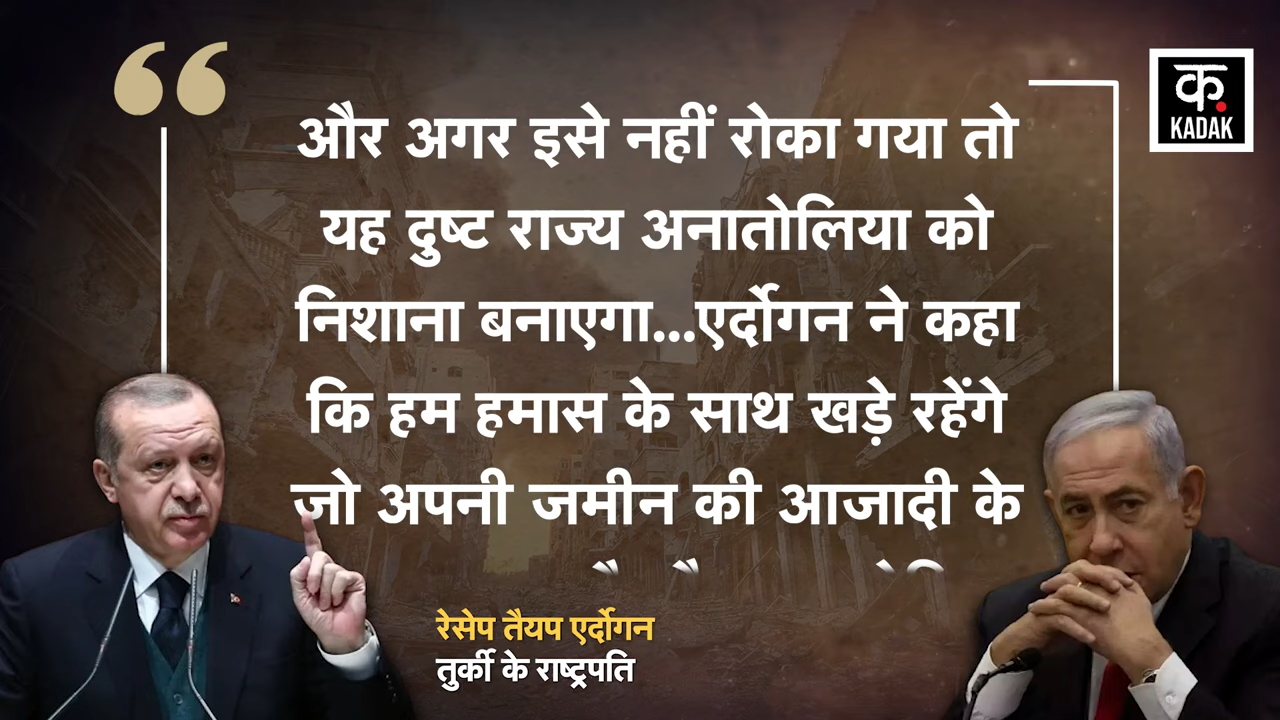 और अगर इसे नहीं रोका गया तो
यह दुष्ट राज्य अनातोलिया को
निशाना बनाएगा...एर्दोगन ने कहा
कि हम हमास के साथ खड़े रहेंगे
जो अपनी जमीन की आजादी के
रेसेप तैयप एर्दोगन
तुर्की के राष्ट्रपति
क.
KADAK